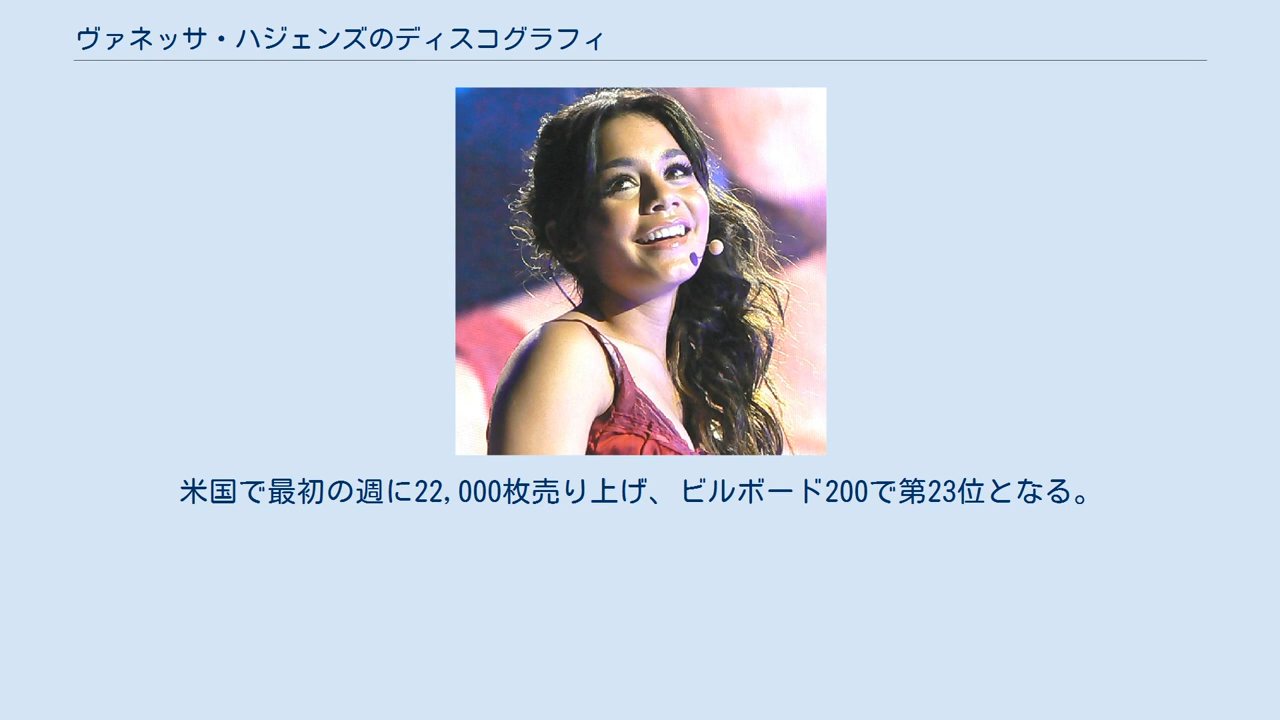 ヴァネッサ・ハジェンズのディスコグラフィ
米国で最初の週に22,000枚売り上げ、ビルボード200で第23位となる。